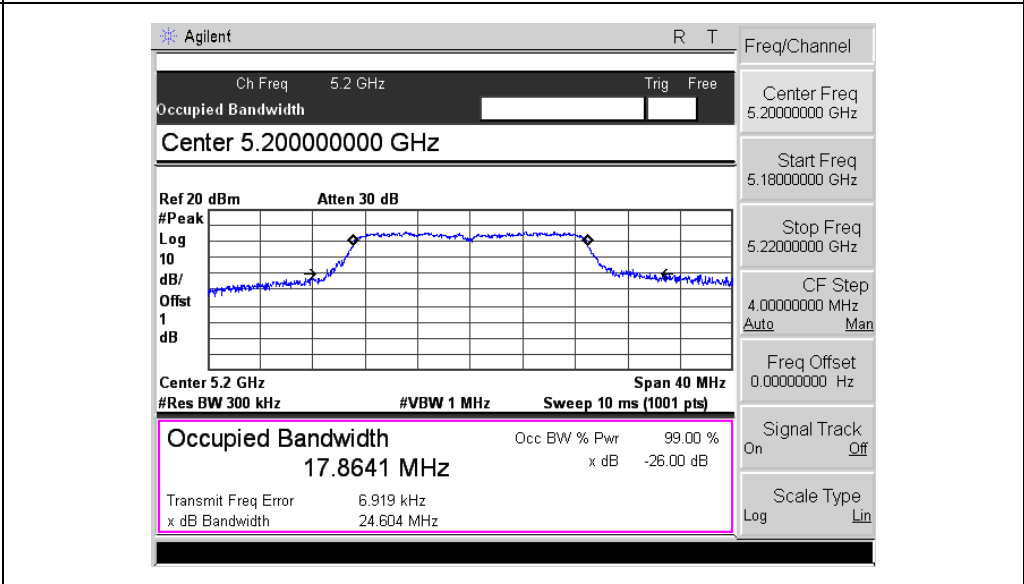 Agilent R T
Ch Freq 5.2 GHz Trig Free
Occupied Bandwidth
Center 5.200000000 GHz
Ref 20 dBm Atten 30 dB
#Peak
Log
10
dB/
Offst
1
dB
Center 5.2 GHz Span 40 MHz
#Res BW 300 kHz #VBW 1 MHz Sweep 10 ms (1001 pts)
Occupied Bandwidth Occ BW % Pwr 99.00 %
17.8641 MHz x dB -26.00 dB
Transmit Freq Error 6.919 kHz
x dB Bandwidth 24.604 MHz
Freq/Channel
Center Freq
5.20000000 GHz
Start Freq
5.18000000 GHz
Stop Freq
5.22000000 GHz
CF Step
4.00000000 MHz
Auto Man
Freq Offset
0.00000000 Hz
Signal Track
On Off
Scale Type
Log Lin